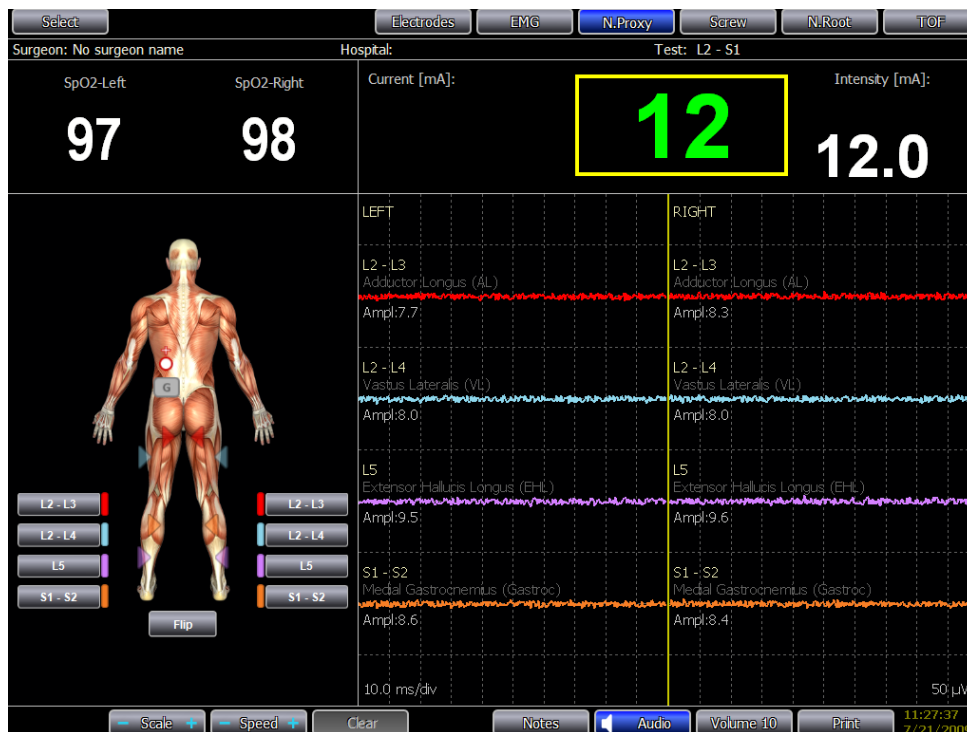 Select Electrodes EMG N.Proxy Screw N.Root TOF
Surgeon: No surgeon name Hospital: Test: L2 - S1
SpO2-Left SpO2-Right Current [mA]: Intensity [mA]:
97 98 12 12.0
LEFT RIGHT
L2 - L3 L2 - L3
Adductor Longus (AL) Adductor Longus (AL)
Ampl:7.7 Ampl:8.3
L2 - L4 L2 - L4
Vastus Lateralis (VL) Vastus Lateralis (VL)
G
Ampl:8.0 Ampl:8.0
L5 L5
Extensor Hallucis Longus (EHL) Extensor Hallucis Longus (EHL)
L2 - L3 L2 - L3
Ampl:9.5 Ampl:9.6
L2 - L4 L2 - L4
L5 L5
S1 - S2 S1 - S2
Medial Gastrocnemius (Gastroc) Medial Gastrocnemius (Gastroc)
S1 - S2 S1 - S2
Ampl:8.6 Ampl:8.4
Flip
10.0 ms/div 50 µV
- Scale + - Speed + Clear Notes Audio Volume 10 Print 11:27:37
7/21/2009